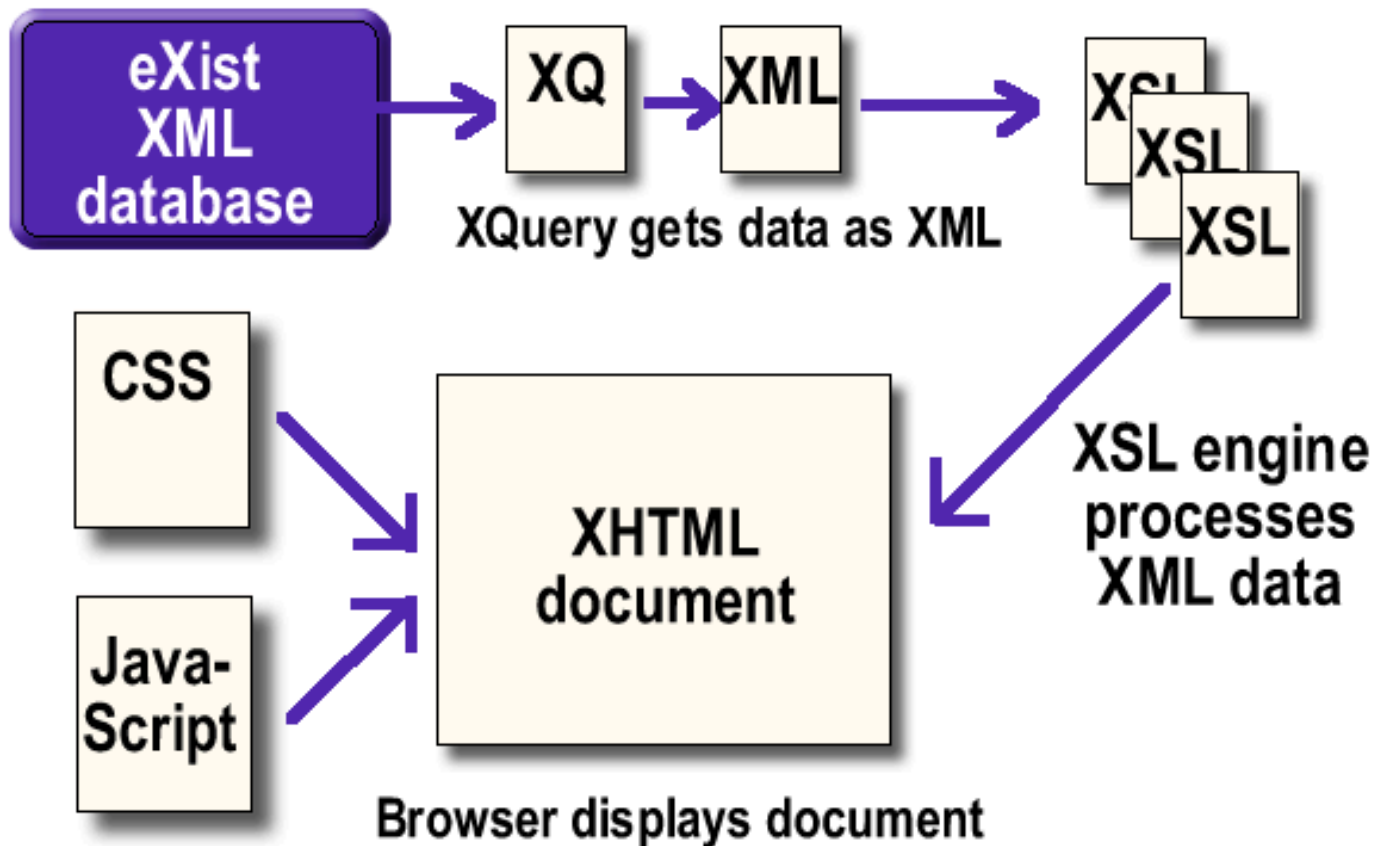 eXist
XML
database
XQ
XML
XQuery gets data as XML
XSL
XSL
XSL
XSL engine
processes
XML data
CSS
Java-
Script
XHTML
document
Browser displays document